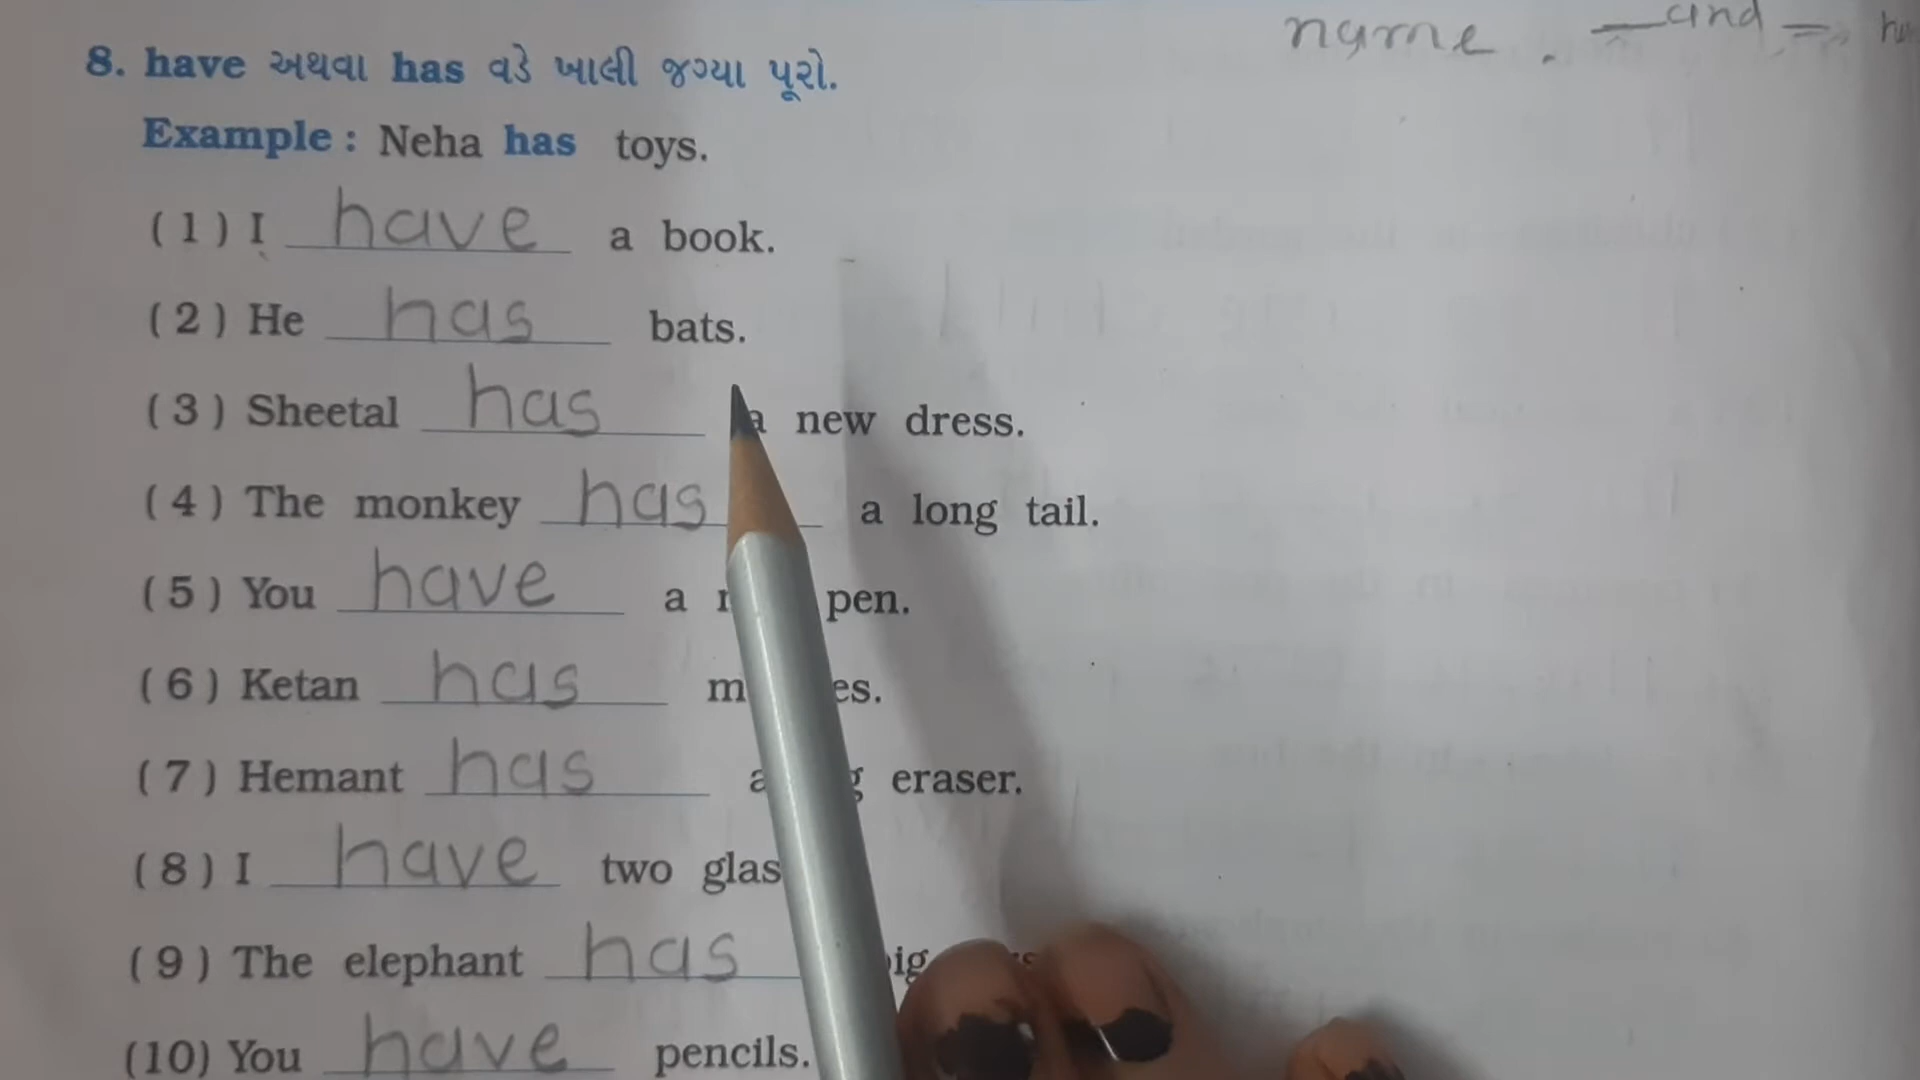 name. — and =
8. have અથવા has વડે ખાલી જગ્યા પૂરો.
Example : Neha has toys.
(1) I have a book.
(2) He has bats.
(3) Sheetal has a new dress.
(4) The monkey has a long tail.
(5) You have a pen.
(6) Ketan has
(7) Hemant has eraser.
(8) I have two
(9) The elephant has
(10) You have pencils.